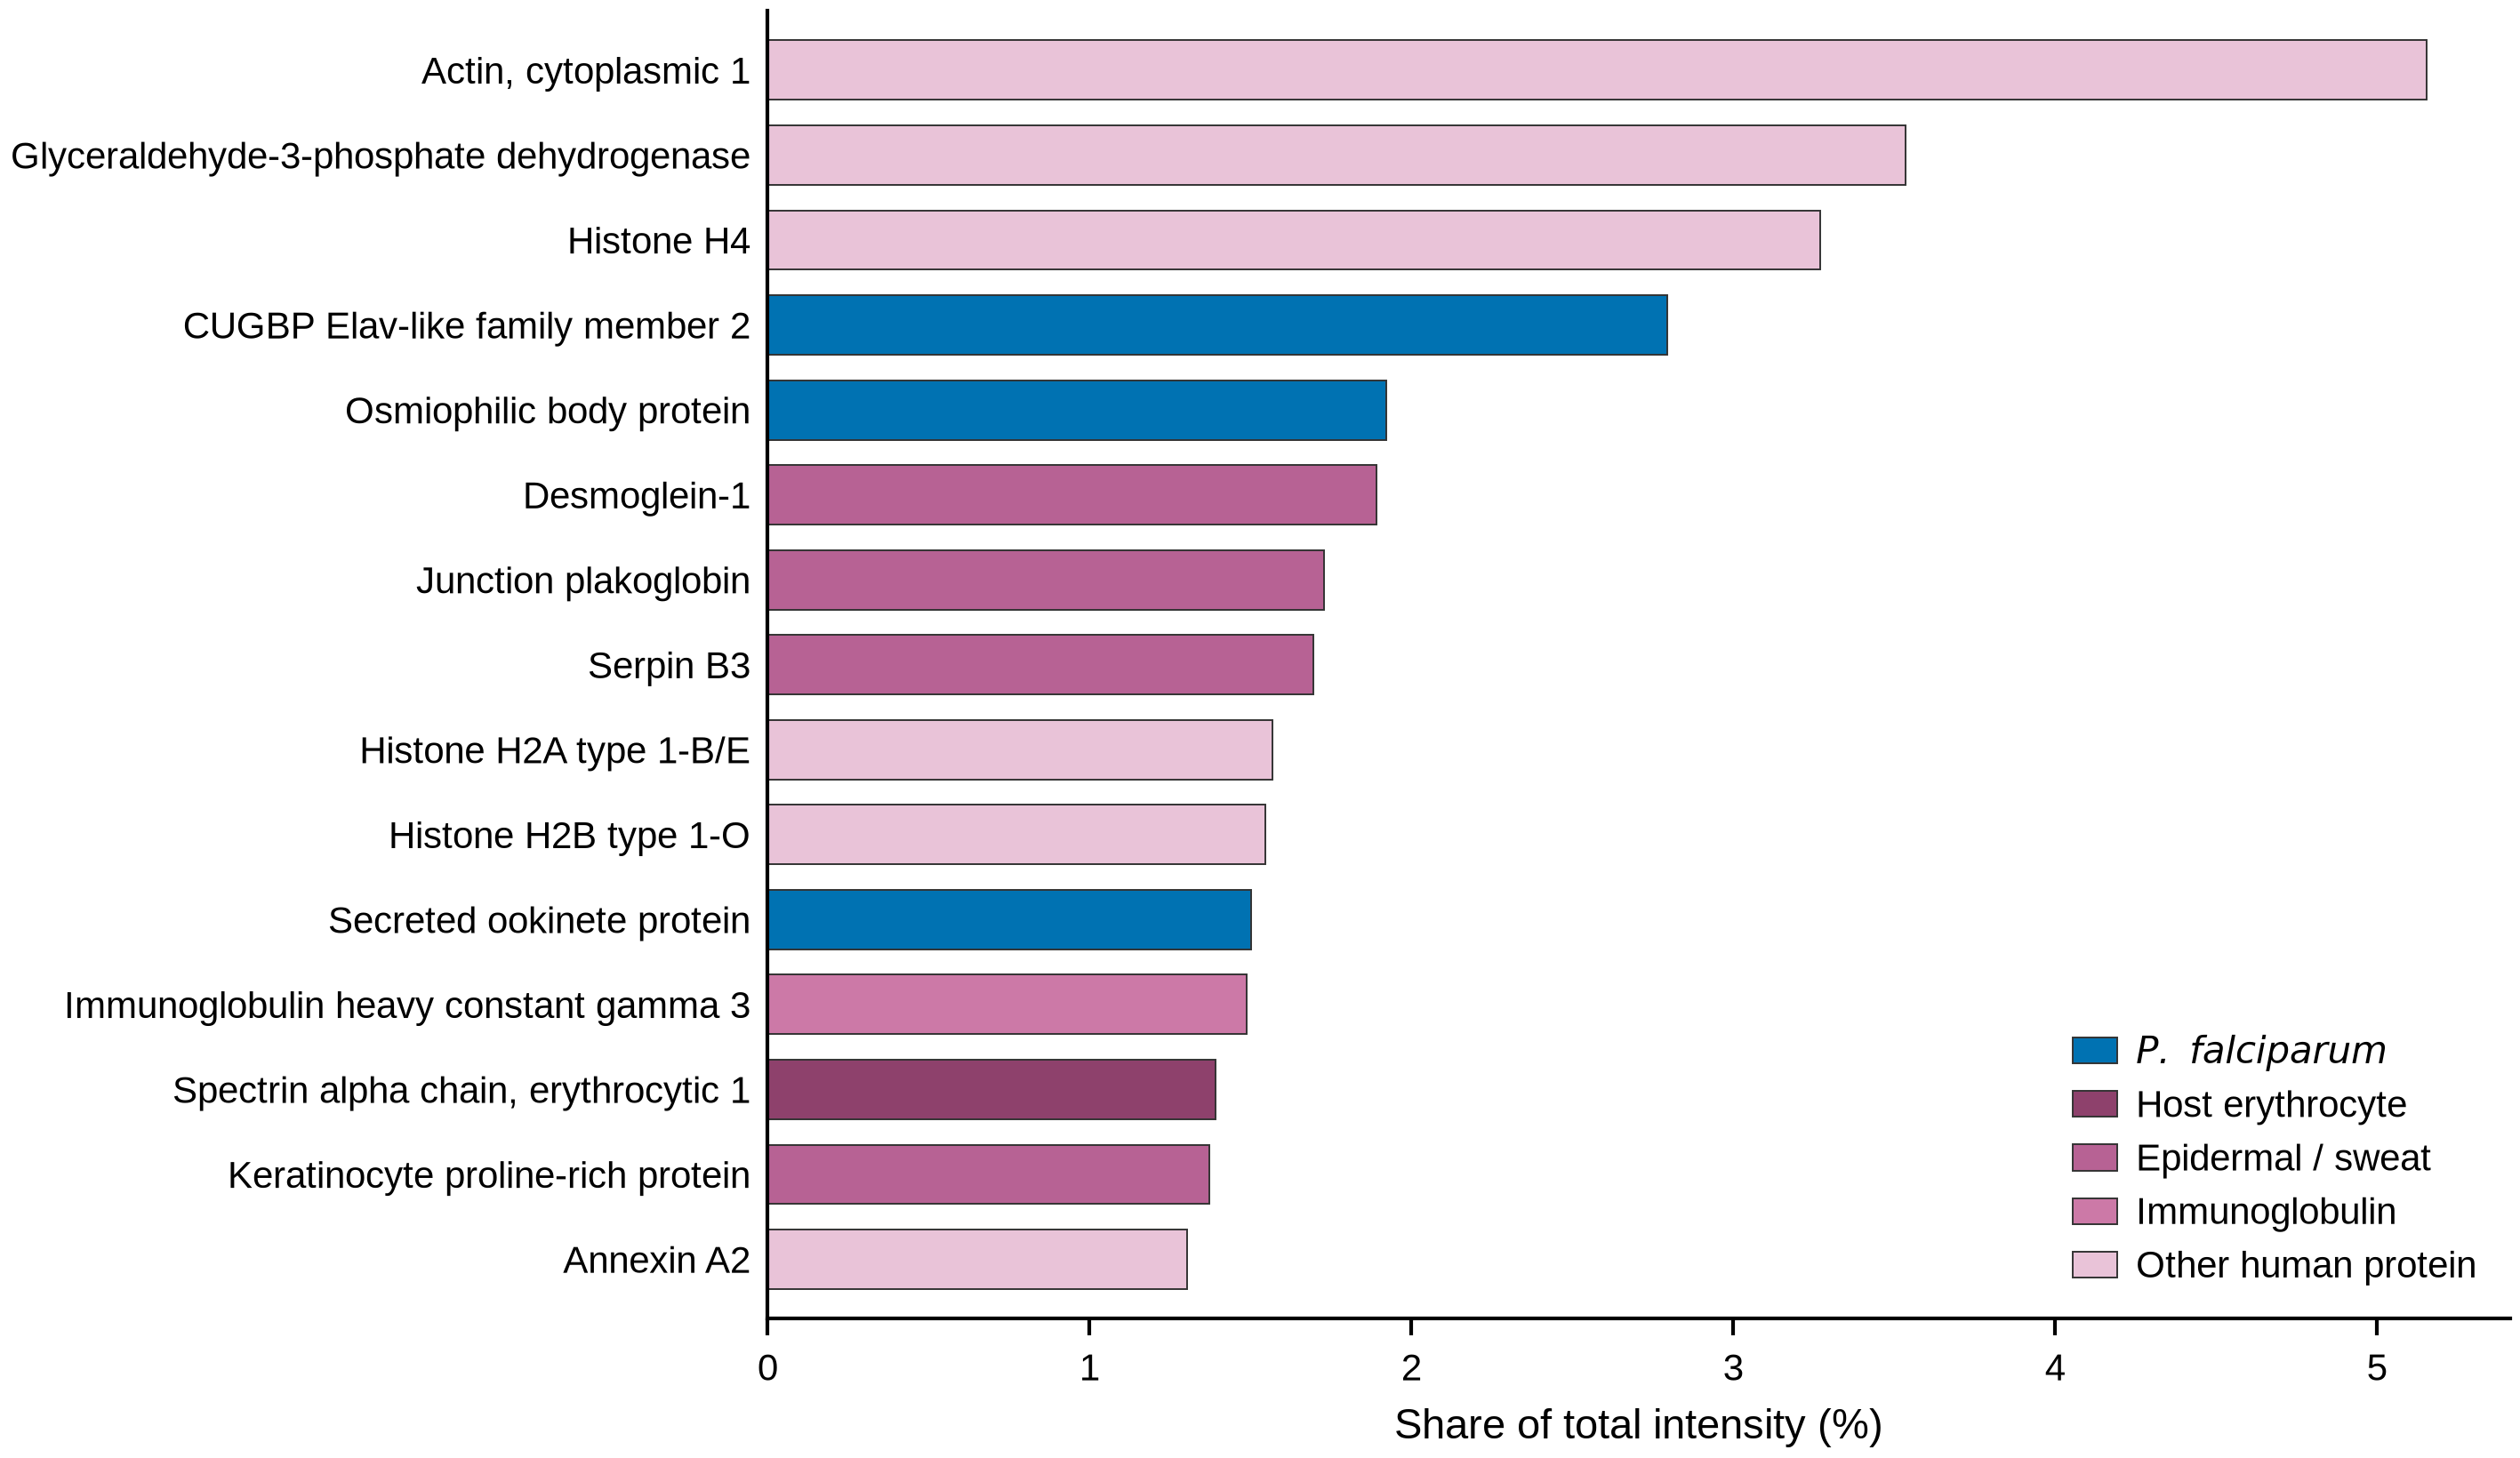 Actin, cytoplasmic 1
Glyceraldehyde-3-phosphate dehydrogenase
Histone H4
CUGBP Elav-like family member 2
Osmiophilic body protein
Desmoglein-1
Junction plakoglobin
Serpin B3
Histone H2A type 1-B/E
Histone H2B type 1-O
Secreted ookinete protein
Immunoglobulin heavy constant gamma 3
Spectrin alpha chain, erythrocytic 1
Keratinocyte proline-rich protein
Annexin A2
P. falciparum
Host erythrocyte
Epidermal / sweat
Immunoglobulin
Other human protein
0 1 2 3 4 5
Share of total intensity (%)